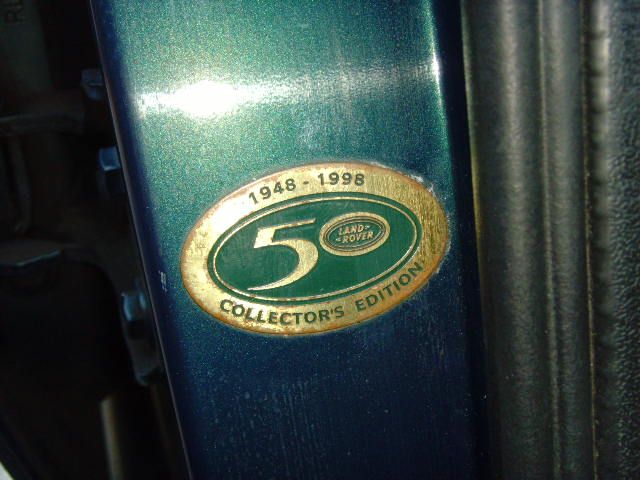 1948 - 1998
50
LAND
ROVER
COLLECTOR'S EDITION